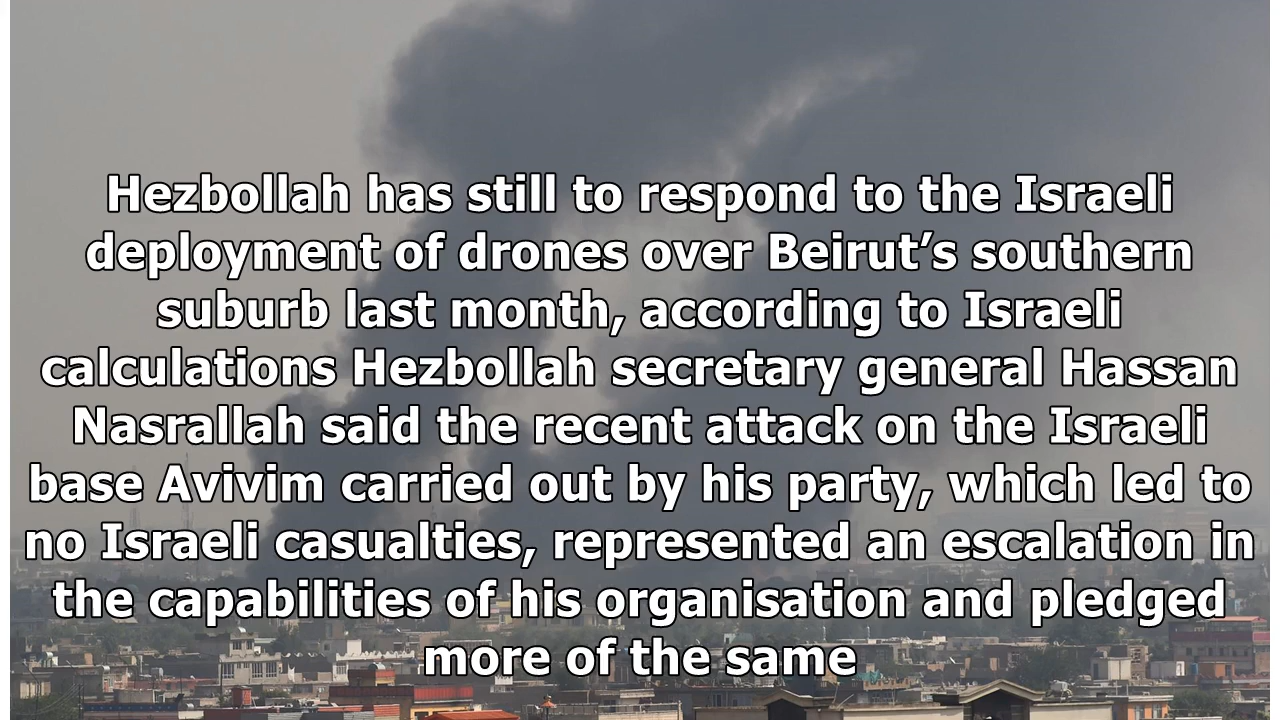 Hezbollah has still to respond to the Israeli
deployment of drones over Beirut’s southern
suburb last month, according to Israeli
calculations Hezbollah secretary general Hassan
Nasrallah said the recent attack on the Israeli
base Avivim carried out by his party, which led to
no Israeli casualties, represented an escalation in
the capabilities of his organisation and pledged
more of the same